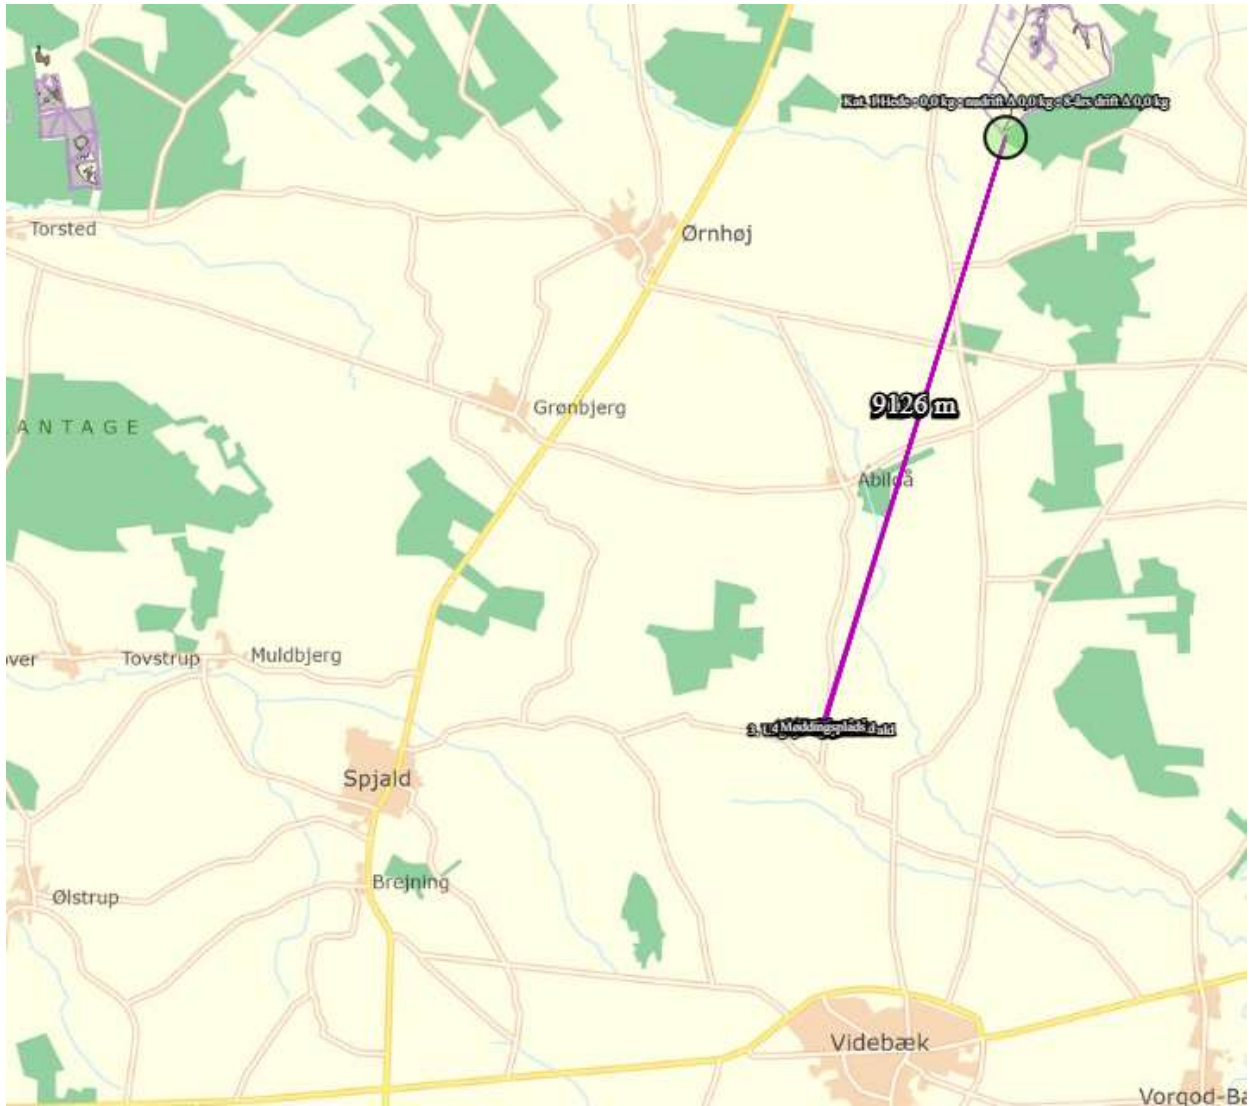 Kat. 1 Hede : 0,0 kg : nudrift Δ 0,0 kg : 8-års drift Δ 0,0 kg
Torsted
Ørnhøj
9126 m
Grønbjerg
ANTAGE
Abildå
Tovstrup
Muldbjerg
Møddingsplads
Spjald
Brejning
Ølstrup
Videbæk
Vorgod-Ba